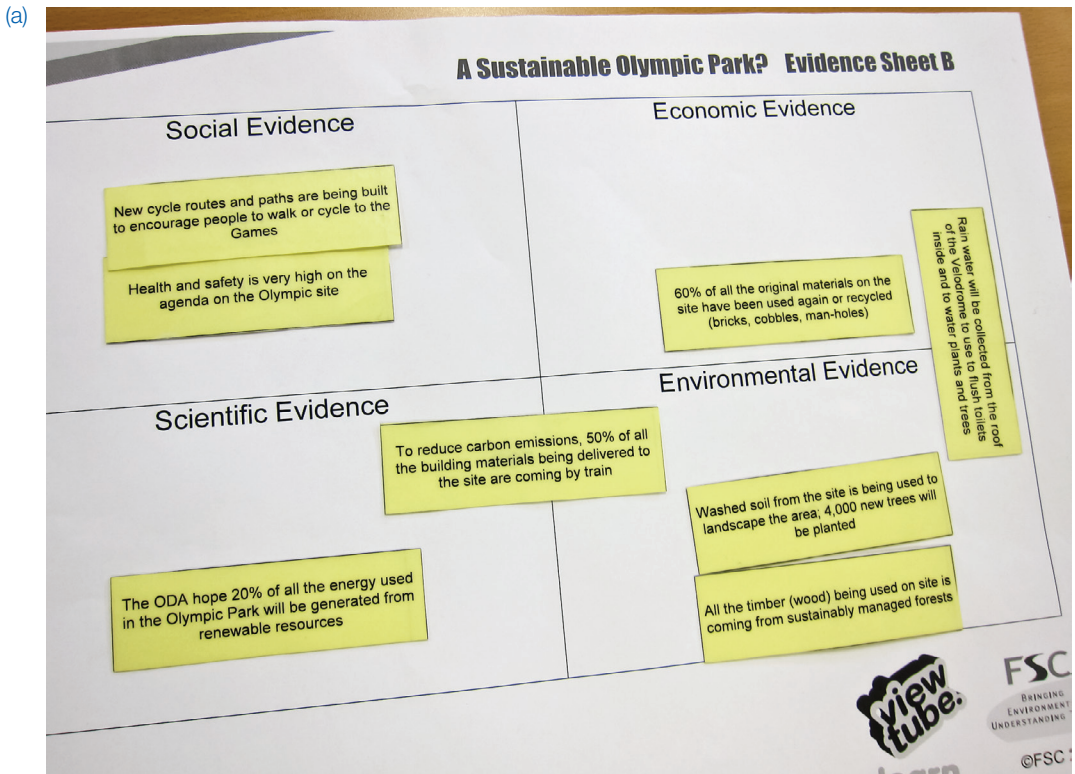 (a)
A Sustainable Olympic Park? Evidence Sheet B
Social Evidence
New cycle routes and paths are being built
to encourage people to walk or cycle to the
Games
Health and safety is very high on the
agenda on the Olympic site
Economic Evidence
60% of all the original materials on the
site have been used again or recycled
(bricks, cobbles, man-holes)
Rain water will be collected from the roof
of the Velodrome to use to flush toilets
inside and to water plants and trees
Scientific Evidence
To reduce carbon emissions, 50% of all
the building materials being delivered to
the site are coming by train
The ODA hope 20% of all the energy used
in the Olympic Park will be generated from
renewable resources
Environmental Evidence
Washed soil from the site is being used to
landscape the area; 4,000 new trees will
be planted
All the timber (wood) being used on site is
coming from sustainably managed forests
view
tube.
learn
FSC
BRINGING
ENVIRONMENT
UNDERSTANDING
©FSC